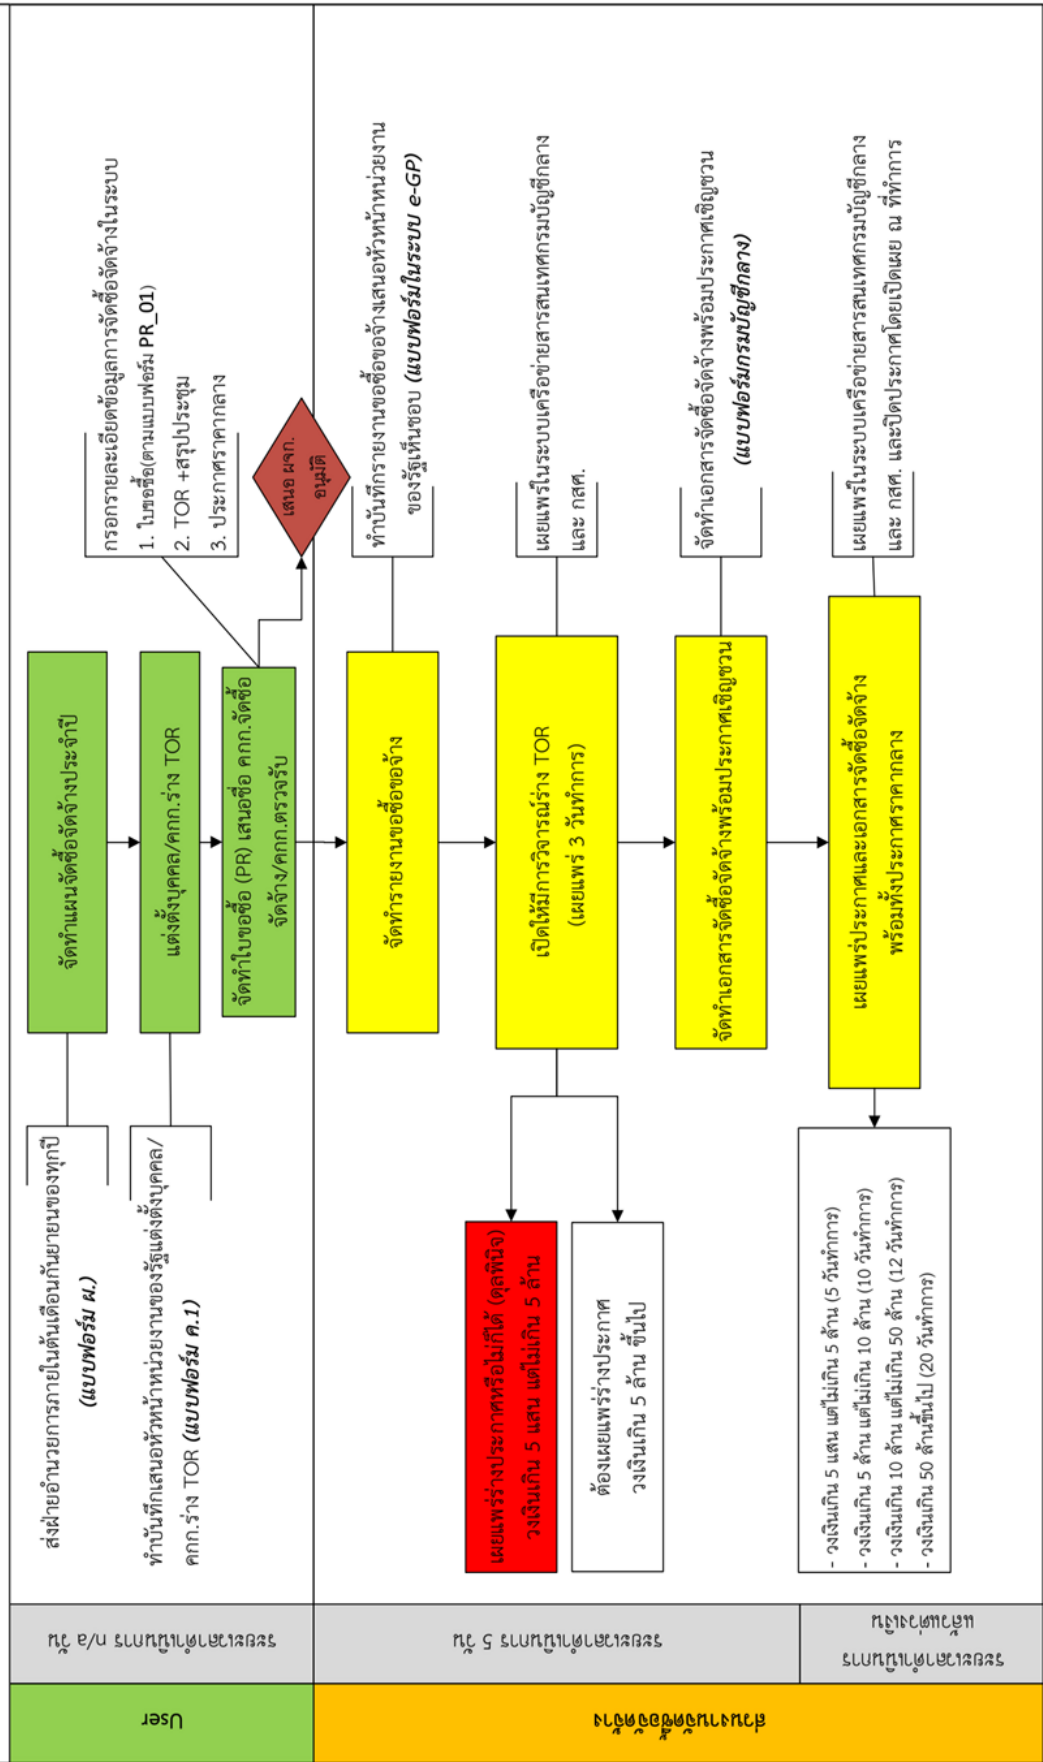 User
ระยะเวลาดำเนินการ n/a วัน
ส่งฝ่ายอำนวยการภายในต้นเดือนกันยายนของทุกปี
(แบบฟอร์ม ผ.)
จัดทำแผนจัดซื้อจัดจ้างประจำปี
ทำบันทึกเสนอหัวหน้าหน่วยงานของรัฐแต่งตั้งบุคคล/
คกก.ร่าง TOR (แบบฟอร์ม ค.1)
แต่งตั้งบุคคล/คกก.ร่าง TOR
จัดทำใบขอซื้อ (PR) เสนอชื่อ คกก.จัดซื้อ
จัดจ้าง/คกก.ตรวจรับ
กรอกรายละเอียดข้อมูลการจัดซื้อจัดจ้างในระบบ
1. ใบขอซื้อ(ตามแบบฟอร์ม PR_01)
2. TOR +สรุปประชุม
3. ประกาศราคากลาง
เสนอ ผจก.
อนุมัติ
ส่วนงานจัดซื้อจัดจ้าง
ระยะเวลาดำเนินการ 5 วัน
จัดทำรายงานขอซื้อขอจ้าง
ทำบันทึกรายงานขอซื้อขอจ้างเสนอหัวหน้าหน่วยงาน
ของรัฐเห็นชอบ (แบบฟอร์มในระบบ e-GP)
เผยแพร่ร่างประกาศหรือไม่ก็ได้ (ดุลพินิจ)
วงเงินเกิน 5 แสน แต่ไม่เกิน 5 ล้าน
ต้องเผยแพร่ร่างประกาศ
วงเงินเกิน 5 ล้าน ขึ้นไป
เปิดให้มีการวิจารณ์ร่าง TOR
(เผยแพร่ 3 วันทำการ)
เผยแพร่ในระบบเครือข่ายสารสนเทศกรมบัญชีกลาง
และ กสศ.
จัดทำเอกสารจัดซื้อจัดจ้างพร้อมประกาศเชิญชวน
จัดทำเอกสารจัดซื้อจัดจ้างพร้อมประกาศเชิญชวน
(แบบฟอร์มกรมบัญชีกลาง)
ระยะเวลาดำเนินการ
แล้วแต่วงเงิน
- วงเงินเกิน 5 แสน แต่ไม่เกิน 5 ล้าน (5 วันทำการ)
- วงเงินเกิน 5 ล้าน แต่ไม่เกิน 10 ล้าน (10 วันทำการ)
- วงเงินเกิน 10 ล้าน แต่ไม่เกิน 50 ล้าน (12 วันทำการ)
- วงเงินเกิน 50 ล้านขึ้นไป (20 วันทำการ)
เผยแพร่ประกาศและเอกสารจัดซื้อจัดจ้าง
พร้อมทั้งประกาศราคากลาง
เผยแพร่ในระบบเครือข่ายสารสนเทศกรมบัญชีกลาง
และ กสศ. และปิดประกาศโดยเปิดเผย ณ ที่ทำการ